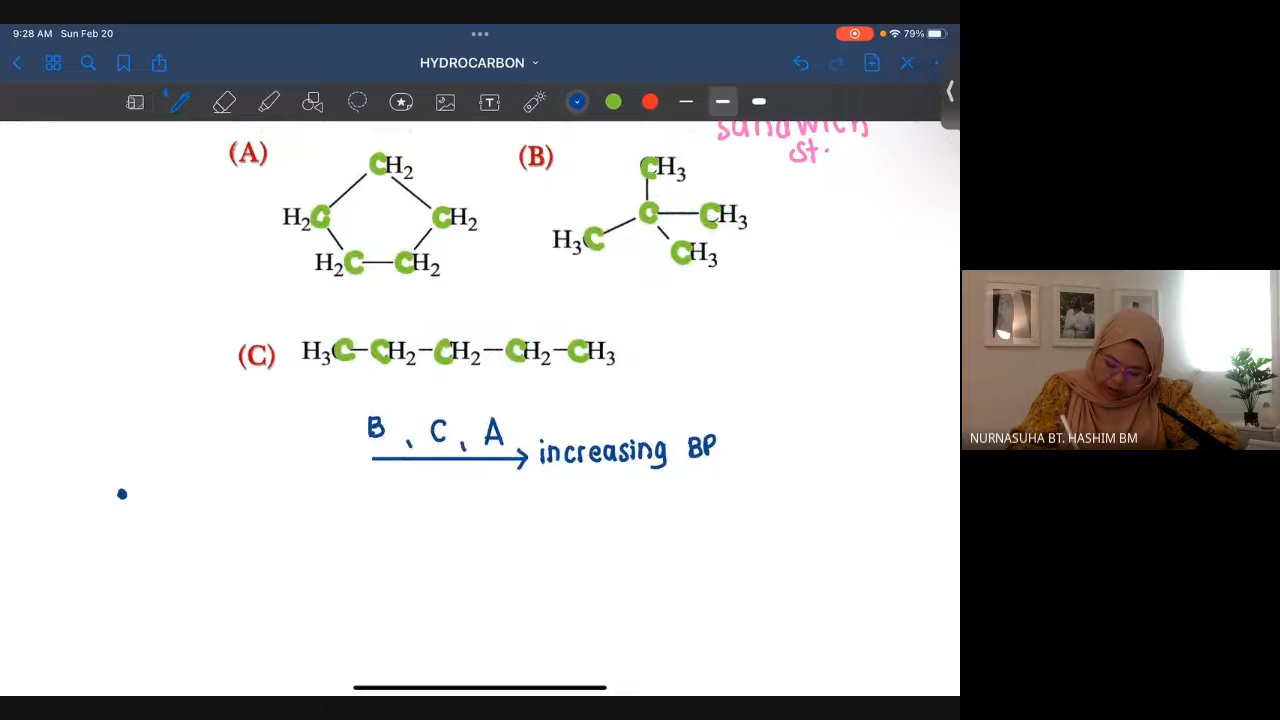 9:28 AM Sun Feb 20
79%
HYDROCARBON
T
sandwich
st.
(A)
CH2
H2C
CH2
H2C—CH2
(B)
CH3
C—CH3
H3C
CH3
(C) H3C–CH2–CH2–CH2–CH3
B , C , A
increasing BP
NURNASUHA BT. HASHIM BM